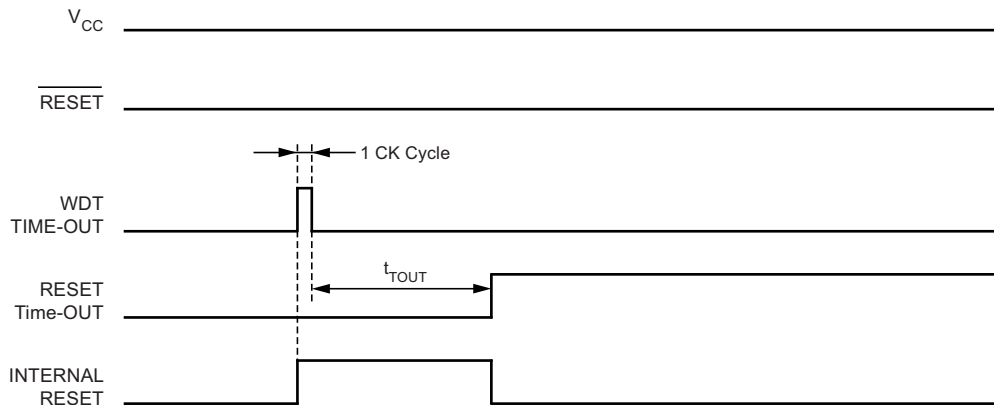 VCC
RESET
1 CK Cycle
WDT
TIME-OUT
tTOUT
RESET
Time-OUT
INTERNAL
RESET